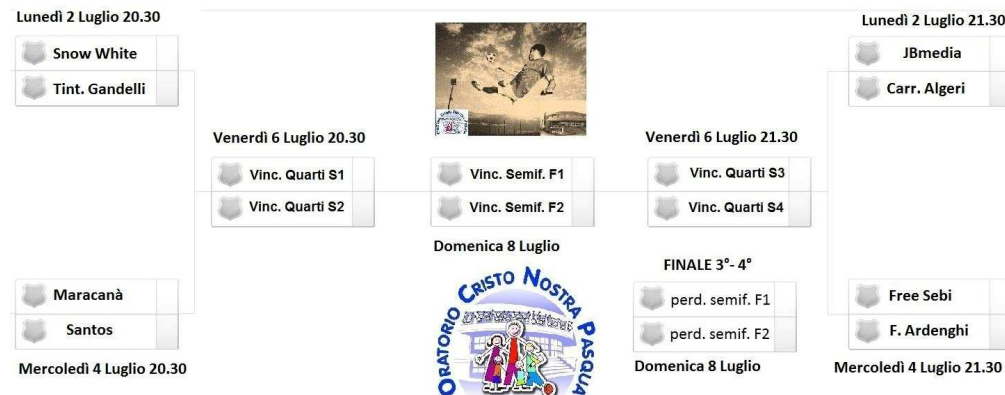 Lunedì 2 Luglio 20.30
Snow White
Tint. Gandelli
Lunedì 2 Luglio 21.30
JBmedia
Carr. Algeri
Venerdì 6 Luglio 20.30
Vinc. Quarti S1
Vinc. Quarti S2
Vinc. Semif. F1
Vinc. Semif. F2
Domenica 8 Luglio
Venerdì 6 Luglio 21.30
Vinc. Quarti S3
Vinc. Quarti S4
Maracanà
Santos
Mercoledì 4 Luglio 20.30
ORATORIO CRISTO NOSTRA PASQUA
FINALE 3°- 4°
perd. semif. F1
perd. semif. F2
Domenica 8 Luglio
Free Sebi
F. Ardenghi
Mercoledì 4 Luglio 21.30